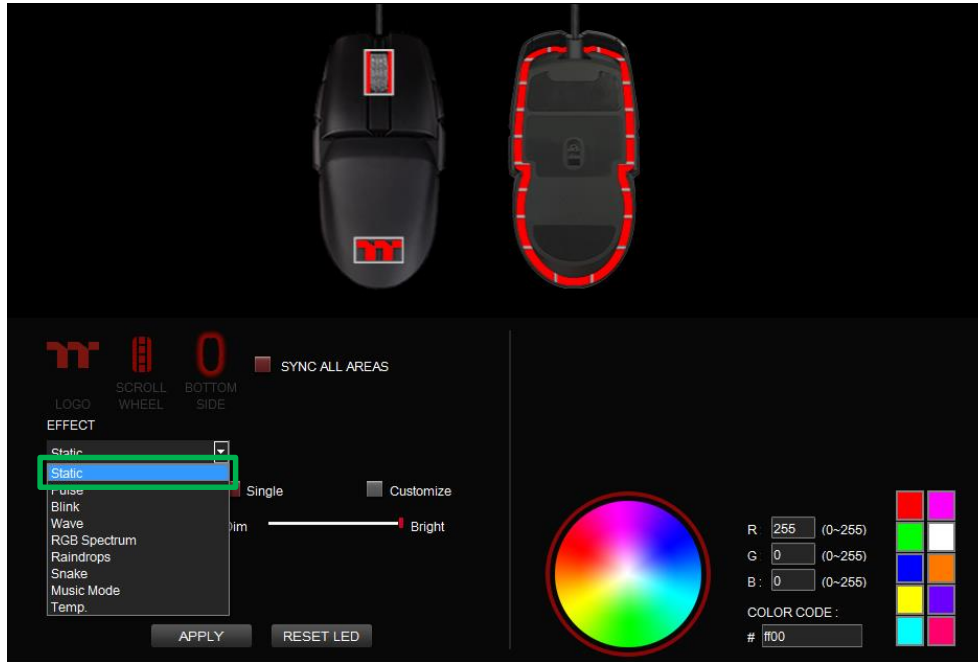 SYNC ALL AREAS
LOGO
SCROLL WHEEL
BOTTOM SIDE
EFFECT
Static
Static
Pulse
Blink
Wave
RGB Spectrum
Raindrops
Snake
Music Mode
Temp.
Single
Customize
Bright
APPLY
RESET LED
R: 255 (0~255)
G: 0 (0~255)
B: 0 (0~255)
COLOR CODE :
# ff00